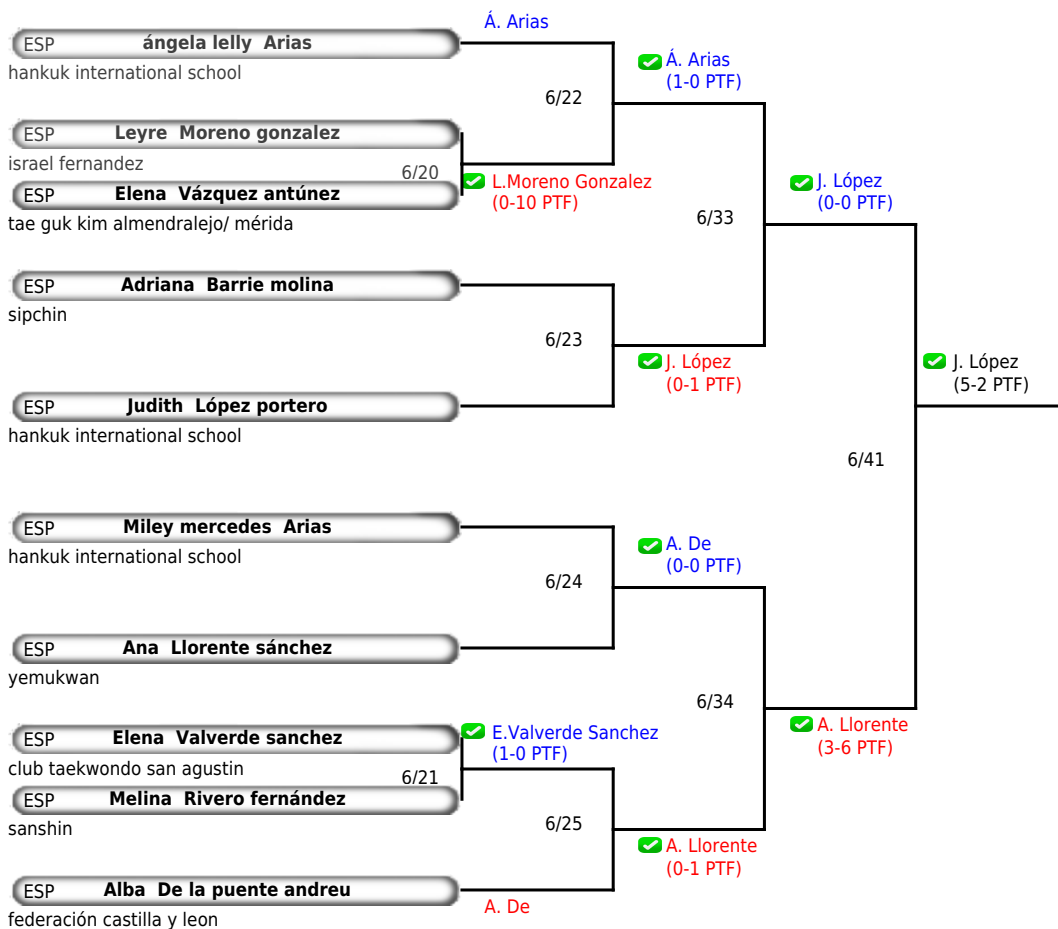 Á. Arias
ESP ángela lelly Arias
hankuk international school
Á. Arias
(1-0 PTF)
6/22
ESP Leyre Moreno gonzalez
israel fernandez
6/20
ESP Elena Vázquez antúnez
L.Moreno Gonzalez
(0-10 PTF)
tae guk kim almendralejo/ mérida
J. López
(0-0 PTF)
6/33
ESP Adriana Barrie molina
sipchin
6/23
J. López
(0-1 PTF)
J. López
(5-2 PTF)
ESP Judith López portero
hankuk international school
6/41
ESP Miley mercedes Arias
hankuk international school
A. De
(0-0 PTF)
6/24
ESP Ana Llorente sánchez
yemukwan
6/34
A. Llorente
(3-6 PTF)
ESP Elena Valverde sanchez
E.Valverde Sanchez
(1-0 PTF)
club taekwondo san agustin
6/21
ESP Melina Rivero fernández
sanshin
6/25
A. Llorente
(0-1 PTF)
ESP Alba De la puente andreu
A. De
federación castilla y leon